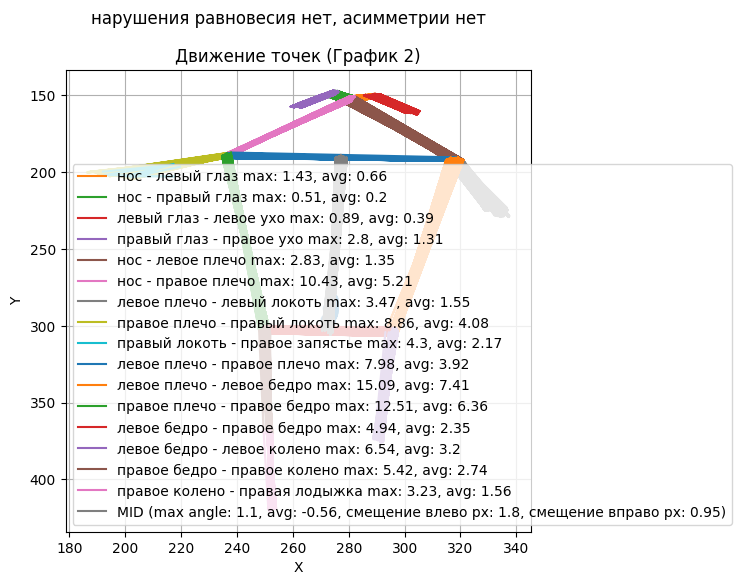 нарушения равновесия нет, асимметрии нет
Движение точек (График 2)
150
200
250
300
350
400
Y
нос - левый глаз max: 1.43, avg: 0.66
нос - правый глаз max: 0.51, avg: 0.2
левый глаз - левое ухо max: 0.89, avg: 0.39
правый глаз - правое ухо max: 2.8, avg: 1.31
нос - левое плечо max: 2.83, avg: 1.35
нос - правое плечо max: 10.43, avg: 5.21
левое плечо - левый локоть max: 3.47, avg: 1.55
правое плечо - правый локоть max: 8.86, avg: 4.08
правый локоть - правое запястье max: 4.3, avg: 2.17
левое плечо - правое плечо max: 7.98, avg: 3.92
левое плечо - левое бедро max: 15.09, avg: 7.41
правое плечо - правое бедро max: 12.51, avg: 6.36
левое бедро - правое бедро max: 4.94, avg: 2.35
левое бедро - левое колено max: 6.54, avg: 3.2
правое бедро - правое колено max: 5.42, avg: 2.74
правое колено - правая лодыжка max: 3.23, avg: 1.56
MID (max angle: 1.1, avg: -0.56, смещение влево px: 1.8, смещение вправо px: 0.95)
180 200 220 240 260 280 300 320 340
X